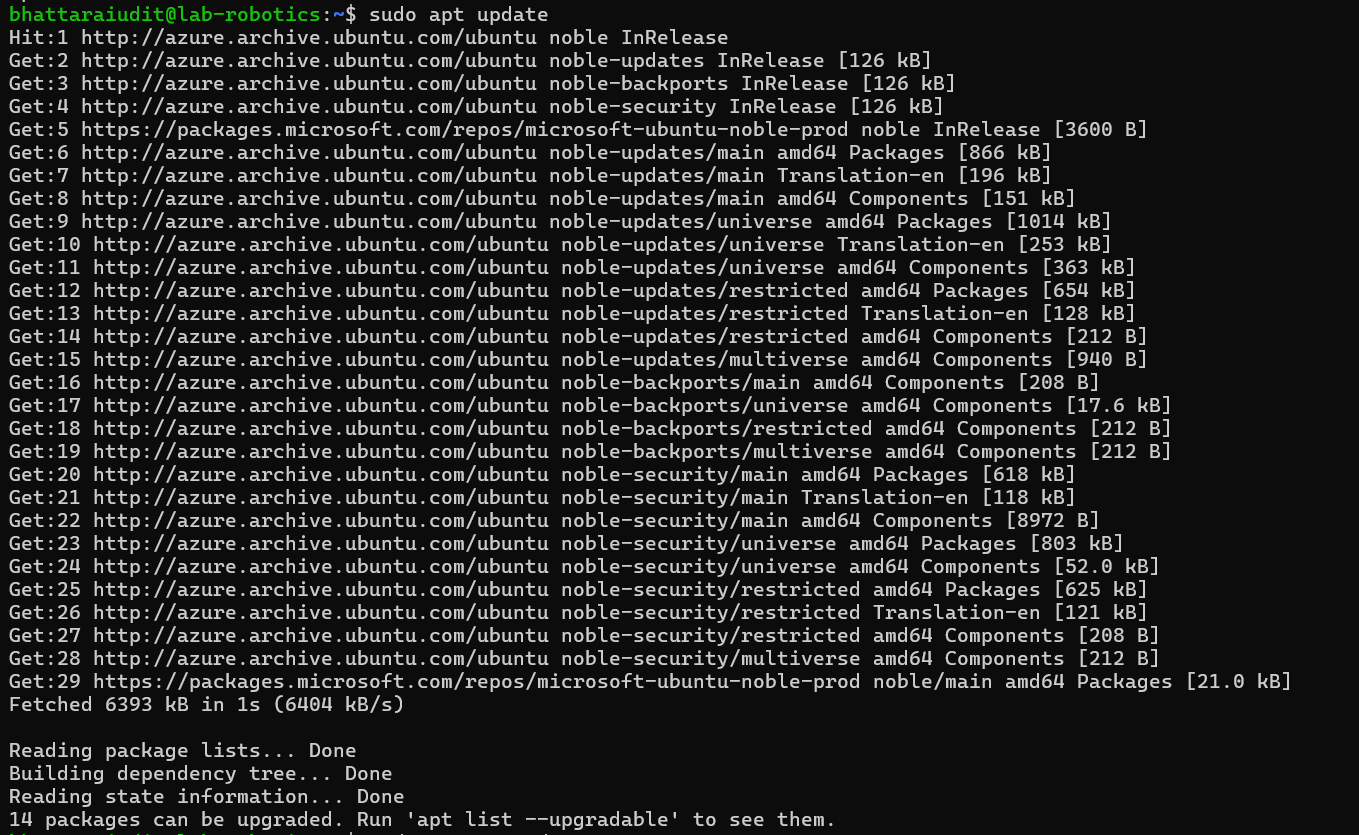 bhattaraiudit@lab-robotics:~$ sudo apt update
Hit:1 http://azure.archive.ubuntu.com/ubuntu noble InRelease
Get:2 http://azure.archive.ubuntu.com/ubuntu noble-updates InRelease [126 kB]
Get:3 http://azure.archive.ubuntu.com/ubuntu noble-backports InRelease [126 kB]
Get:4 http://azure.archive.ubuntu.com/ubuntu noble-security InRelease [126 kB]
Get:5 https://packages.microsoft.com/repos/microsoft-ubuntu-noble-prod noble InRelease [3600 B]
Get:6 http://azure.archive.ubuntu.com/ubuntu noble-updates/main amd64 Packages [866 kB]
Get:7 http://azure.archive.ubuntu.com/ubuntu noble-updates/main Translation-en [196 kB]
Get:8 http://azure.archive.ubuntu.com/ubuntu noble-updates/main amd64 Components [151 kB]
Get:9 http://azure.archive.ubuntu.com/ubuntu noble-updates/universe amd64 Packages [1014 kB]
Get:10 http://azure.archive.ubuntu.com/ubuntu noble-updates/universe Translation-en [253 kB]
Get:11 http://azure.archive.ubuntu.com/ubuntu noble-updates/universe amd64 Components [363 kB]
Get:12 http://azure.archive.ubuntu.com/ubuntu noble-updates/restricted amd64 Packages [654 kB]
Get:13 http://azure.archive.ubuntu.com/ubuntu noble-updates/restricted Translation-en [128 kB]
Get:14 http://azure.archive.ubuntu.com/ubuntu noble-updates/restricted amd64 Components [212 B]
Get:15 http://azure.archive.ubuntu.com/ubuntu noble-updates/multiverse amd64 Components [940 B]
Get:16 http://azure.archive.ubuntu.com/ubuntu noble-backports/main amd64 Components [208 B]
Get:17 http://azure.archive.ubuntu.com/ubuntu noble-backports/universe amd64 Components [17.6 kB]
Get:18 http://azure.archive.ubuntu.com/ubuntu noble-backports/restricted amd64 Components [212 B]
Get:19 http://azure.archive.ubuntu.com/ubuntu noble-backports/multiverse amd64 Components [212 B]
Get:20 http://azure.archive.ubuntu.com/ubuntu noble-security/main amd64 Packages [618 kB]
Get:21 http://azure.archive.ubuntu.com/ubuntu noble-security/main Translation-en [118 kB]
Get:22 http://azure.archive.ubuntu.com/ubuntu noble-security/main amd64 Components [8972 B]
Get:23 http://azure.archive.ubuntu.com/ubuntu noble-security/universe amd64 Packages [803 kB]
Get:24 http://azure.archive.ubuntu.com/ubuntu noble-security/universe amd64 Components [52.0 kB]
Get:25 http://azure.archive.ubuntu.com/ubuntu noble-security/restricted amd64 Packages [625 kB]
Get:26 http://azure.archive.ubuntu.com/ubuntu noble-security/restricted Translation-en [121 kB]
Get:27 http://azure.archive.ubuntu.com/ubuntu noble-security/restricted amd64 Components [208 B]
Get:28 http://azure.archive.ubuntu.com/ubuntu noble-security/multiverse amd64 Components [212 B]
Get:29 https://packages.microsoft.com/repos/microsoft-ubuntu-noble-prod noble/main amd64 Packages [21.0 kB]
Fetched 6393 kB in 1s (6404 kB/s)
Reading package lists... Done
Building dependency tree... Done
Reading state information... Done
14 packages can be upgraded. Run 'apt list --upgradable' to see them.